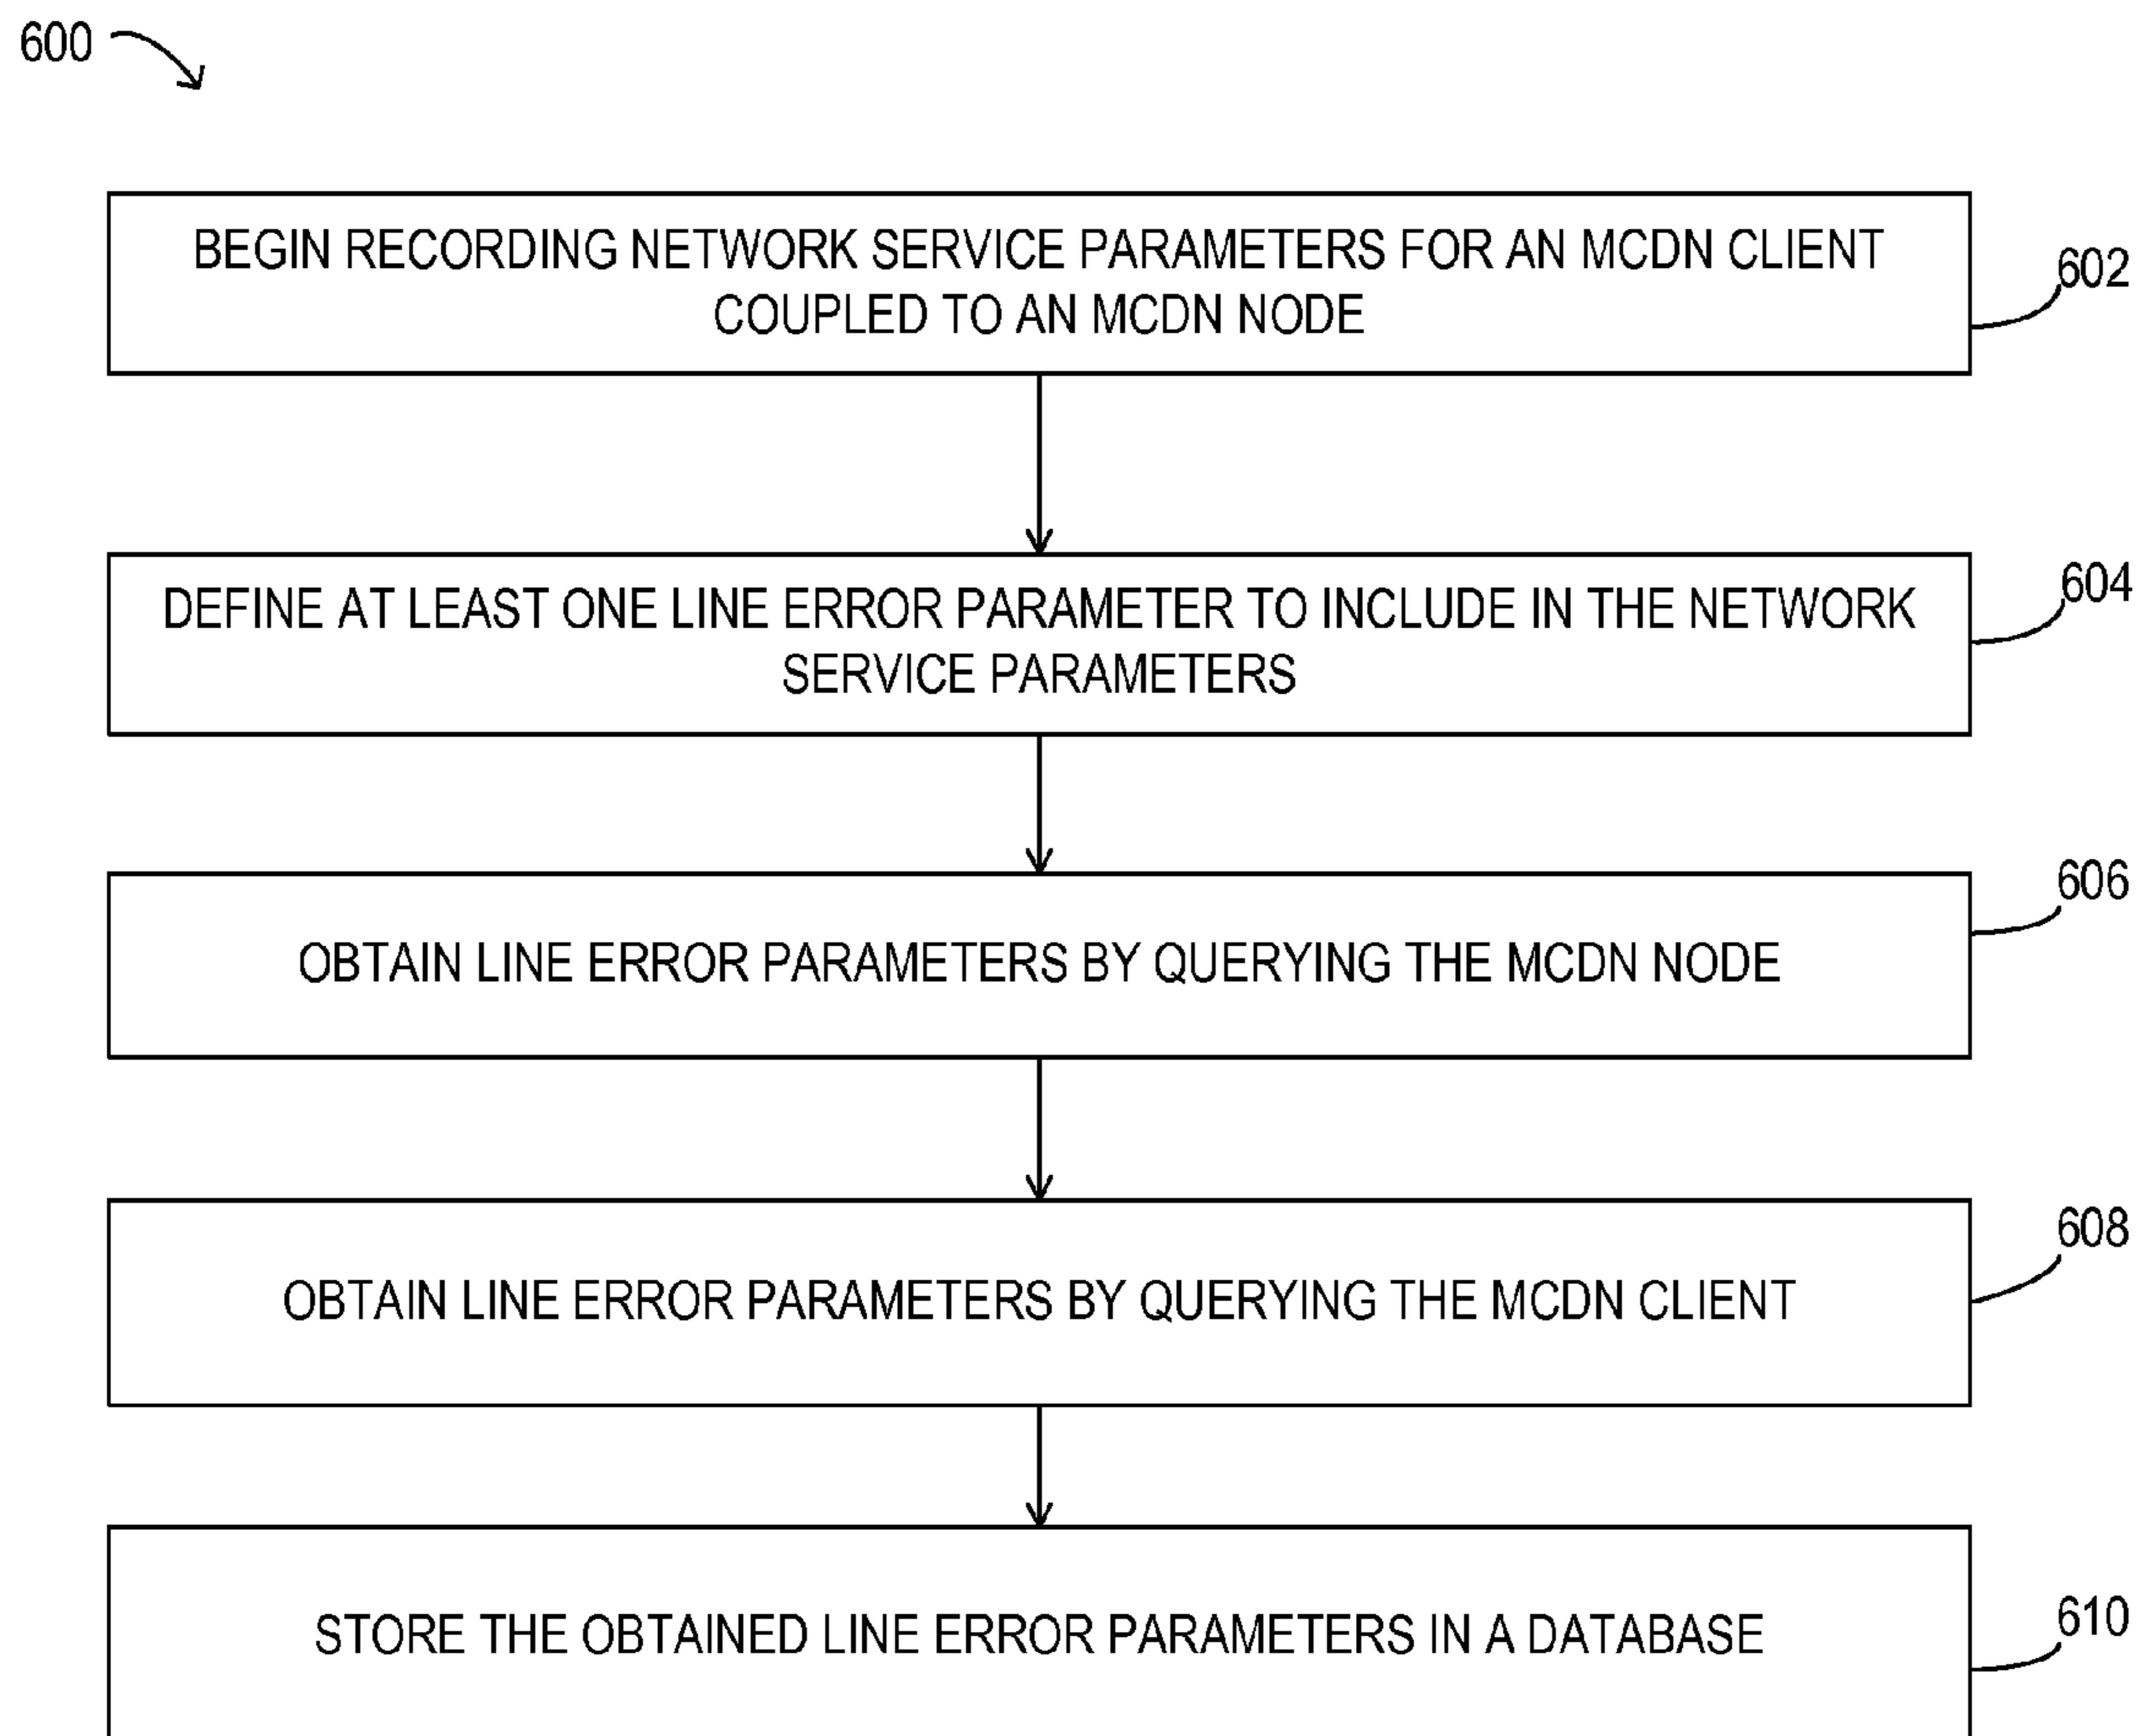 600
BEGIN RECORDING NETWORK SERVICE PARAMETERS FOR AN MCDN CLIENT
COUPLED TO AN MCDN NODE
602
DEFINE AT LEAST ONE LINE ERROR PARAMETER TO INCLUDE IN THE NETWORK
SERVICE PARAMETERS
604
OBTAIN LINE ERROR PARAMETERS BY QUERYING THE MCDN NODE
606
OBTAIN LINE ERROR PARAMETERS BY QUERYING THE MCDN CLIENT
608
STORE THE OBTAINED LINE ERROR PARAMETERS IN A DATABASE
610